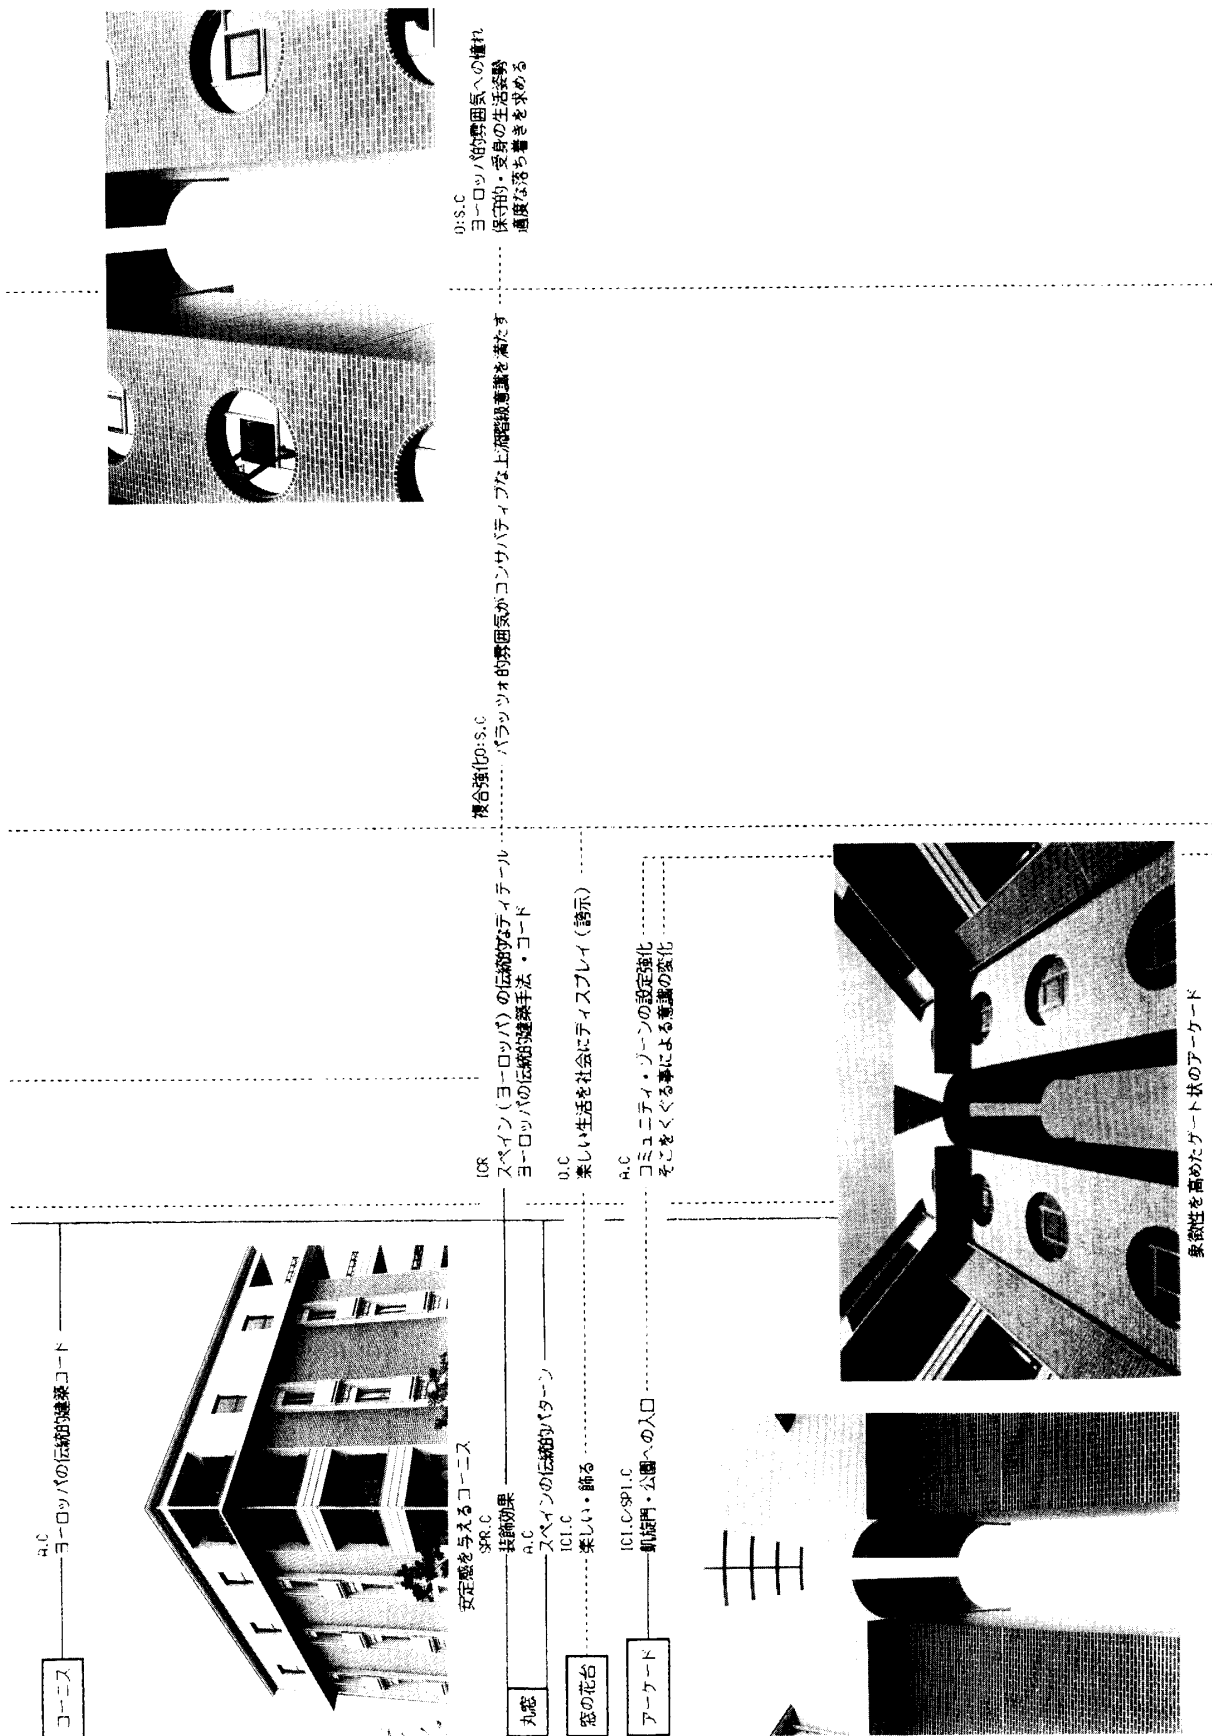 コーニス
A.C
ヨーロッパの伝統的建築コード
安定感を与えるコーニス
丸窓
SPR.C
装飾効果
A.C
スペインの伝統的パターン
ICR
スペイン(ヨーロッパ)の伝統的なディテール
ヨーロッパの伝統的建築手法・コード
複合強化O:S.C
パラッツォ的雰囲気がコンサバティブな上流階級意識を満たす
O:S.C
ヨーロッパ的雰囲気への憧れ
保守的・受身の生活姿勢
適度な落ち着きを求める
窓の花台
ICI.C
楽しい・飾る
O.C
楽しい生活を社会にディスプレイ(誇示)
アーケード
ICI.C/SPI.C
凱旋門・公園への入口
A.C
コミュニティ・ゾーンの設定強化
そこをくぐる事による意識の変化
象徴性を高めたゲート状のアーケード